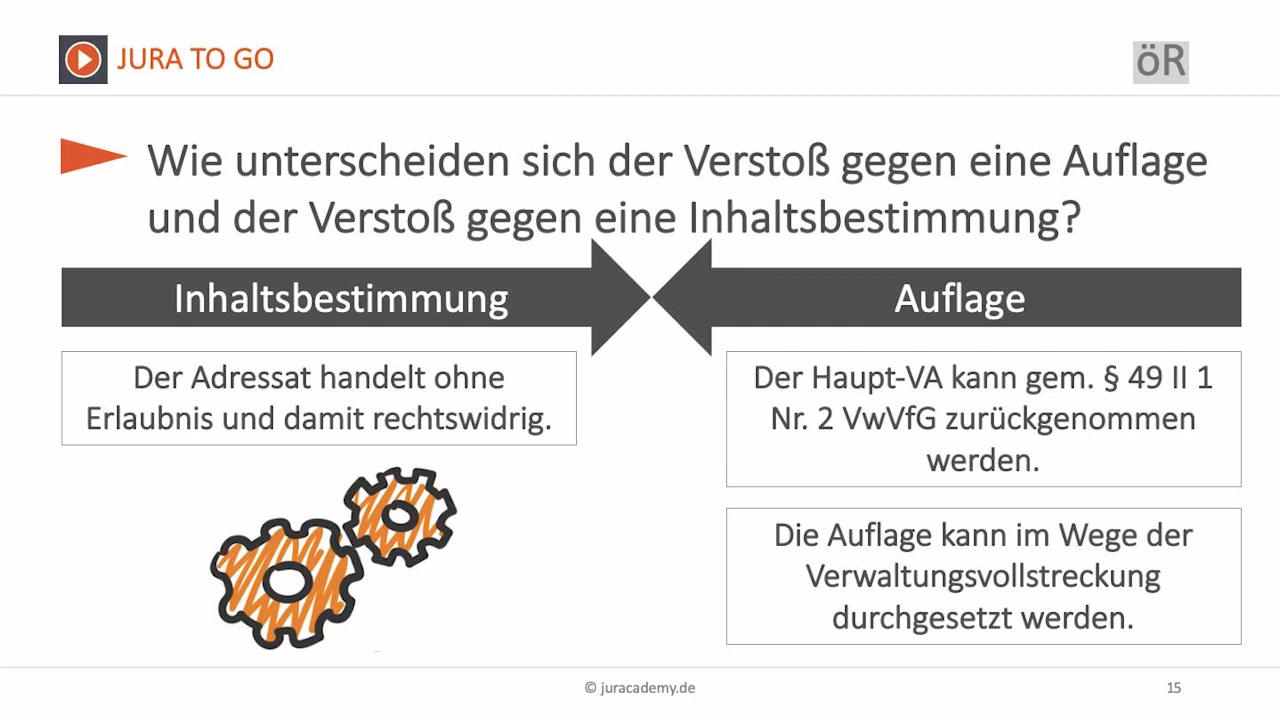 JURA TO GO
öR
Wie unterscheiden sich der Verstoß gegen eine Auflage
und der Verstoß gegen eine Inhaltsbestimmung?
Inhaltsbestimmung
Auflage
Der Adressat handelt ohne
Erlaubnis und damit rechtswidrig.
Der Haupt-VA kann gem. § 49 II 1
Nr. 2 VwVfG zurückgenommen
werden.
Die Auflage kann im Wege der
Verwaltungsvollstreckung
durchgesetzt werden.
© juracademy.de
15